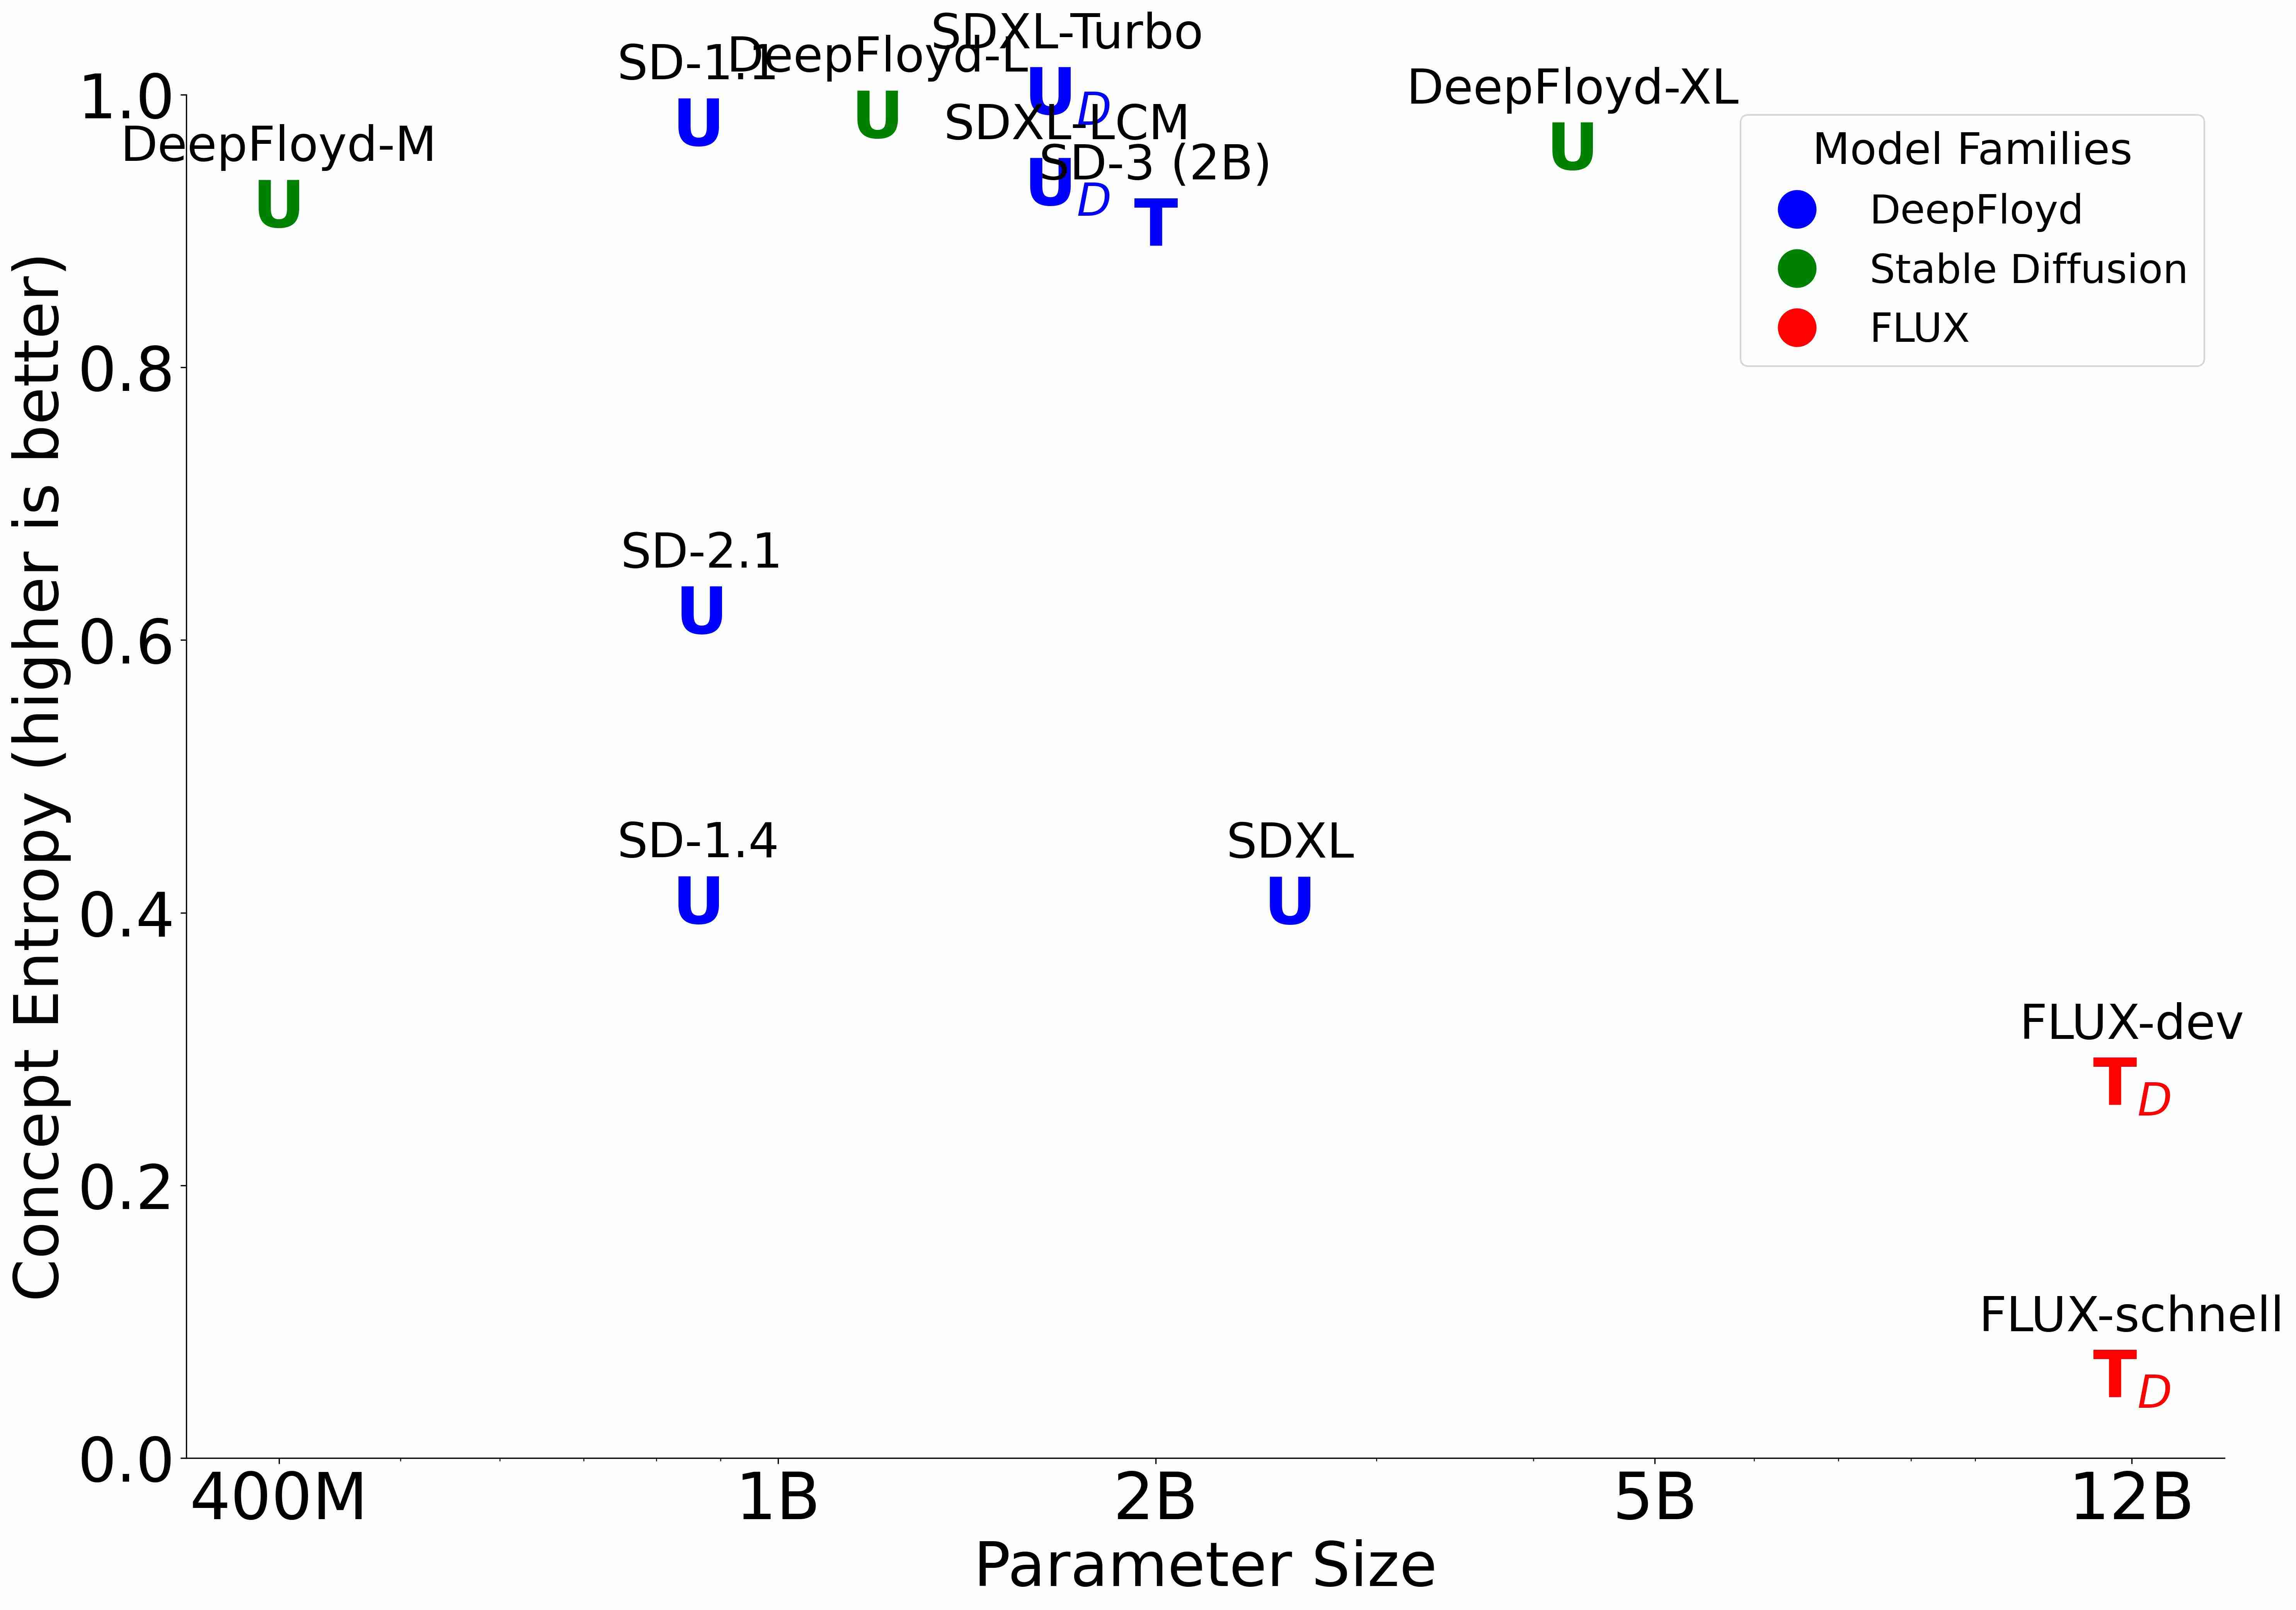 SDXL-Turbo
SD-1.1
DeepFloyd-L
U
D
DeepFloyd-XL
1.0
U
U
SDXL-LCM
U
DeepFloyd-M
SD-3 (2B)
U
D
U
T
Model Families
DeepFloyd
Stable Diffusion
FLUX
0.8
SD-2.1
U
0.6
SD-1.4
SDXL
U
U
0.4
FLUX-dev
T
D
0.2
FLUX-schnell
T
D
0.0
Concept Entropy (higher is better)
400M
1B
2B
5B
12B
Parameter Size